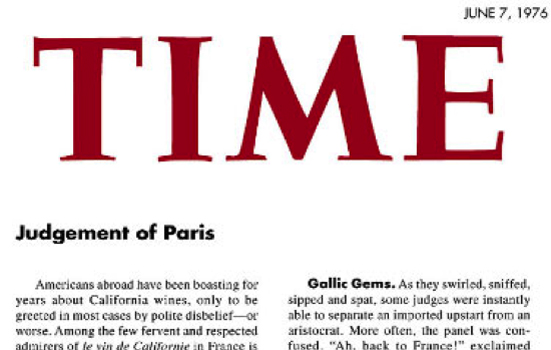 JUNE 7, 1976
TIME
Judgement of Paris
Americans abroad have been boasting for
years about California wines, only to be
greeted in most cases by polite disbelief—or
worse. Among the few fervent and respected
admirers of le vin de Californie in France is
Gallic Gems. As they swirled, sniffed,
sipped and spat, some judges were instantly
able to separate an imported upstart from an
aristocrat. More often, the panel was con-
fused. “Ah, back to France!” exclaimed